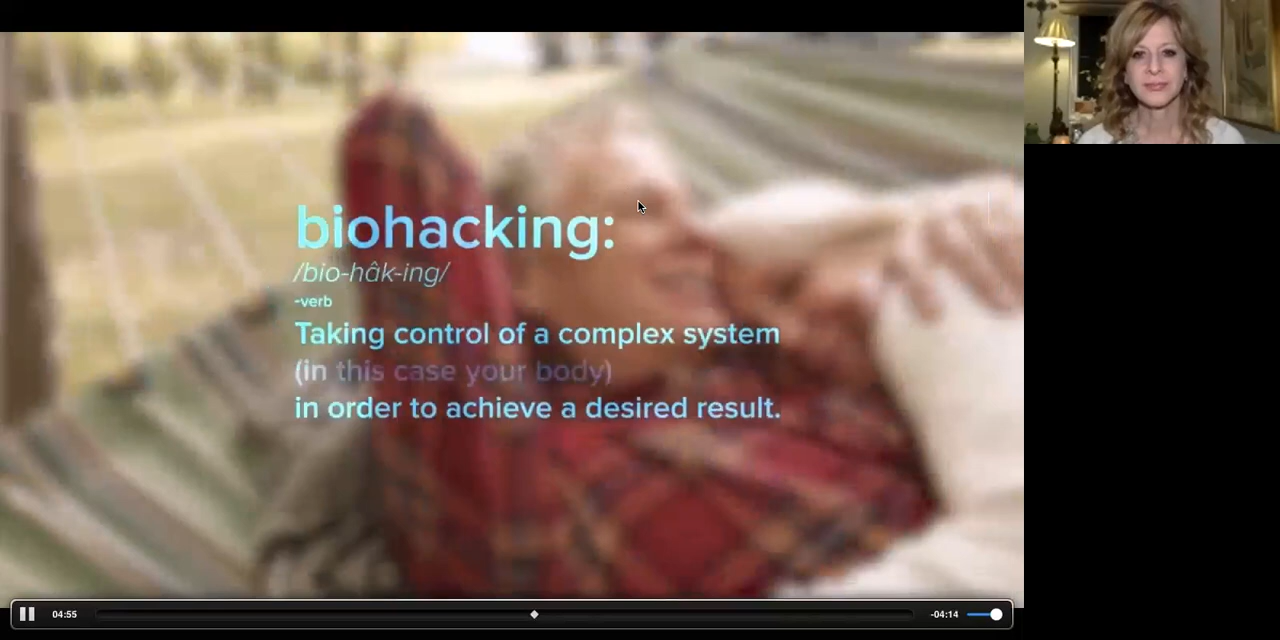 biohacking:
/bio-hâk-ing/
-verb
Taking control of a complex system
(in this case your body)
in order to achieve a desired result.
04:55
-04:14